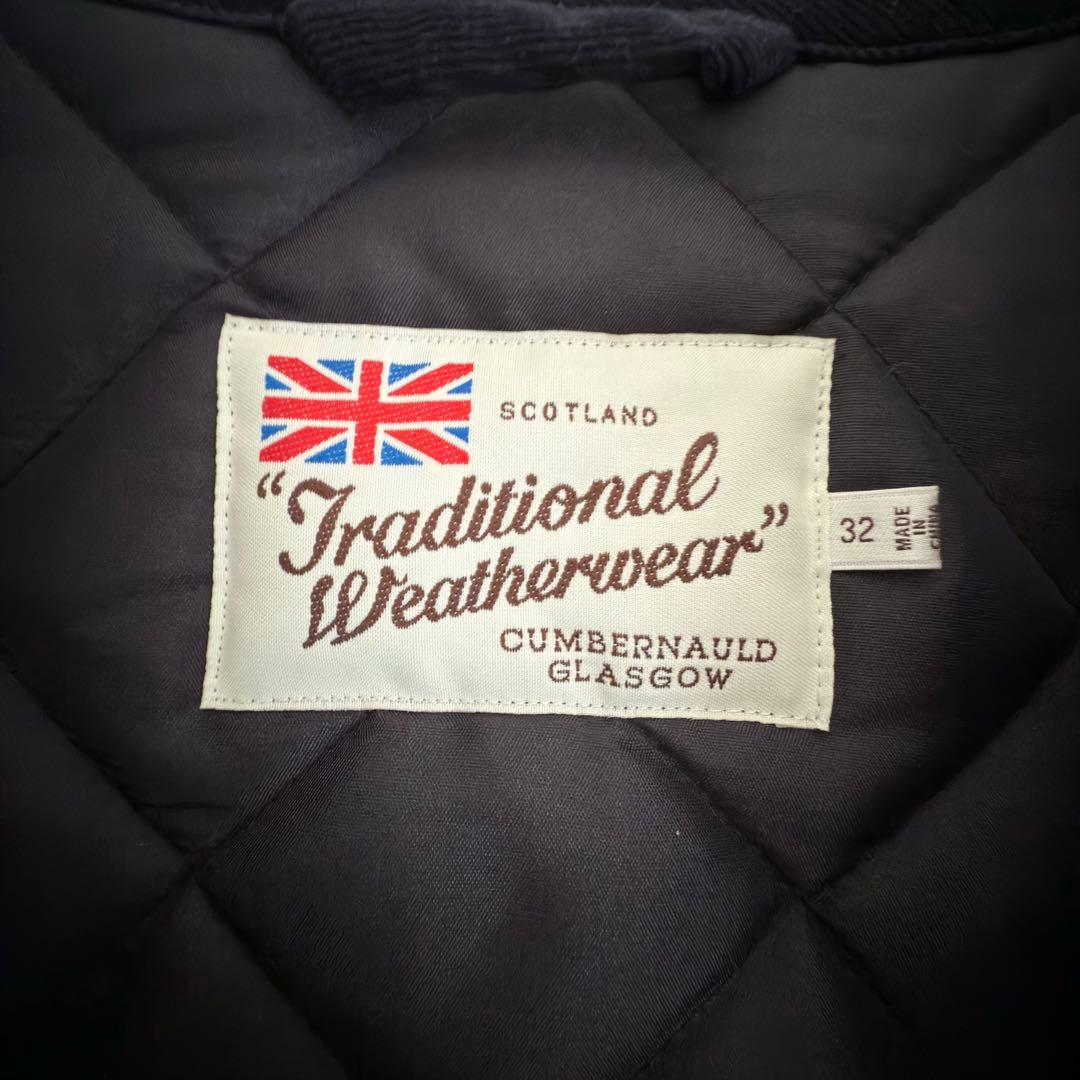 SCOTLAND
“Traditional
Weatherwear”
CUMBERNAULD
GLASGOW
32
MADE
IN
CHINA